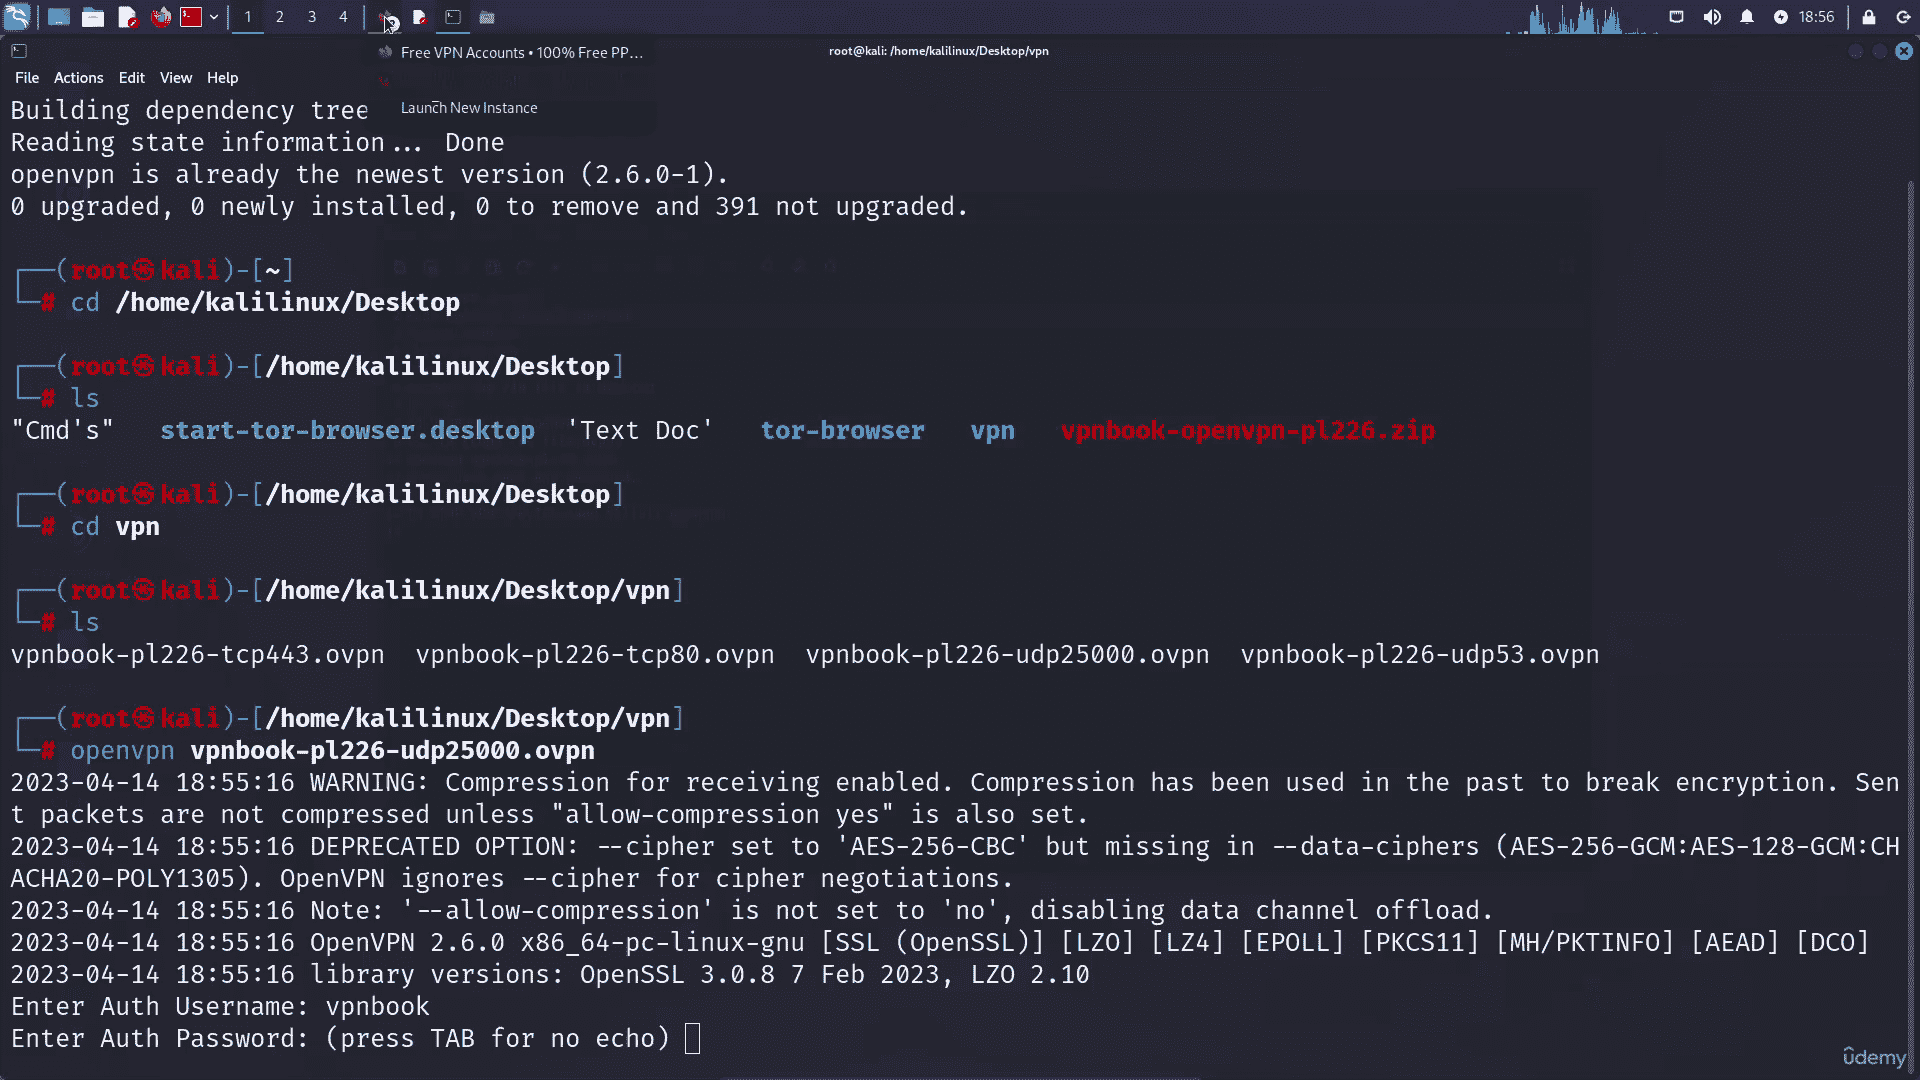 1 2 3 4 18:56
Free VPN Accounts • 100% Free PP...
root@kali: /home/kalilinux/Desktop/vpn
File Actions Edit View Help
Launch New Instance
Building dependency tree
Reading state information... Done
openvpn is already the newest version (2.6.0-1).
0 upgraded, 0 newly installed, 0 to remove and 391 not upgraded.
┌──(root㉿kali)-[~]
└─# cd /home/kalilinux/Desktop
┌──(root㉿kali)-[/home/kalilinux/Desktop]
└─# ls
"Cmd's" start-tor-browser.desktop 'Text Doc' tor-browser vpn vpnbook-openvpn-pl226.zip
┌──(root㉿kali)-[/home/kalilinux/Desktop]
└─# cd vpn
┌──(root㉿kali)-[/home/kalilinux/Desktop/vpn]
└─# ls
vpnbook-pl226-tcp443.ovpn vpnbook-pl226-tcp80.ovpn vpnbook-pl226-udp25000.ovpn vpnbook-pl226-udp53.ovpn
┌──(root㉿kali)-[/home/kalilinux/Desktop/vpn]
└─# openvpn vpnbook-pl226-udp25000.ovpn
2023-04-14 18:55:16 WARNING: Compression for receiving enabled. Compression has been used in the past to break encryption. Sen
t packets are not compressed unless "allow-compression yes" is also set.
2023-04-14 18:55:16 DEPRECATED OPTION: --cipher set to 'AES-256-CBC' but missing in --data-ciphers (AES-256-GCM:AES-128-GCM:CH
ACHA20-POLY1305). OpenVPN ignores --cipher for cipher negotiations.
2023-04-14 18:55:16 Note: '--allow-compression' is not set to 'no', disabling data channel offload.
2023-04-14 18:55:16 OpenVPN 2.6.0 x86_64-pc-linux-gnu [SSL (OpenSSL)] [LZO] [LZ4] [EPOLL] [PKCS11] [MH/PKTINFO] [AEAD] [DCO]
2023-04-14 18:55:16 library versions: OpenSSL 3.0.8 7 Feb 2023, LZO 2.10
Enter Auth Username: vpnbook
Enter Auth Password: (press TAB for no echo)
ûdemy